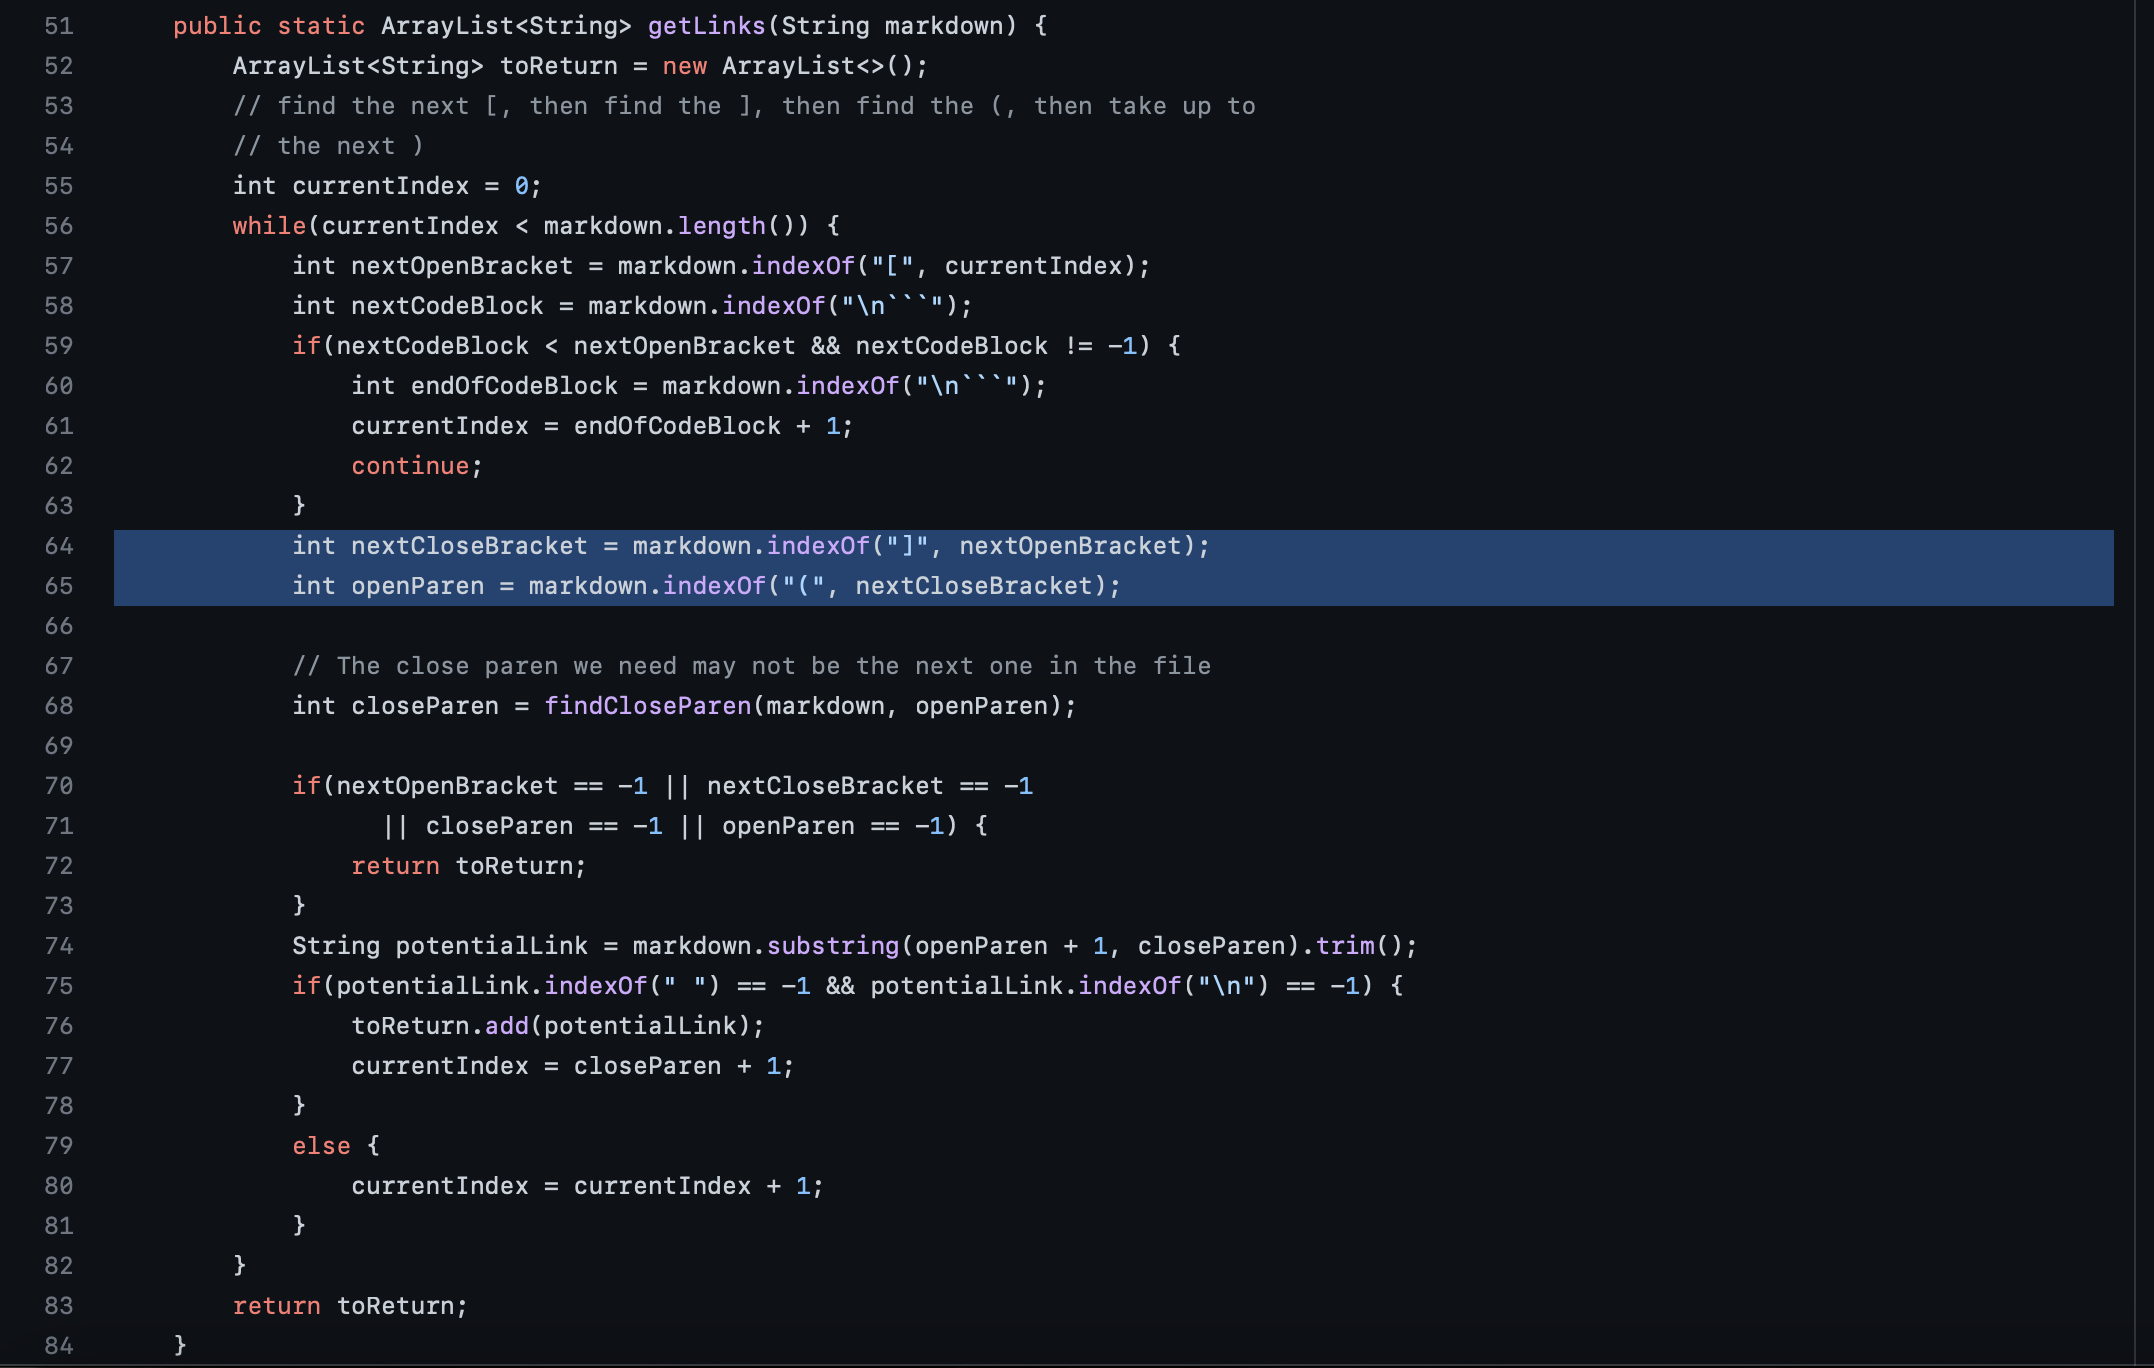 51 public static ArrayList<String> getLinks(String markdown) {
52 ArrayList<String> toReturn = new ArrayList<>();
53 // find the next [, then find the ], then find the (, then take up to
54 // the next )
55 int currentIndex = 0;
56 while(currentIndex < markdown.length()) {
57 int nextOpenBracket = markdown.indexOf("[", currentIndex);
58 int nextCodeBlock = markdown.indexOf("\n```");
59 if(nextCodeBlock < nextOpenBracket && nextCodeBlock != -1) {
60 int endOfCodeBlock = markdown.indexOf("\n```");
61 currentIndex = endOfCodeBlock + 1;
62 continue;
63 }
64 int nextCloseBracket = markdown.indexOf("]", nextOpenBracket);
65 int openParen = markdown.indexOf("(", nextCloseBracket);
66
67 // The close paren we need may not be the next one in the file
68 int closeParen = findCloseParen(markdown, openParen);
69
70 if(nextOpenBracket == -1 || nextCloseBracket == -1
71 || closeParen == -1 || openParen == -1) {
72 return toReturn;
73 }
74 String potentialLink = markdown.substring(openParen + 1, closeParen).trim();
75 if(potentialLink.indexOf(" ") == -1 && potentialLink.indexOf("\n") == -1) {
76 toReturn.add(potentialLink);
77 currentIndex = closeParen + 1;
78 }
79 else {
80 currentIndex = currentIndex + 1;
81 }
82 }
83 return toReturn;
84 }